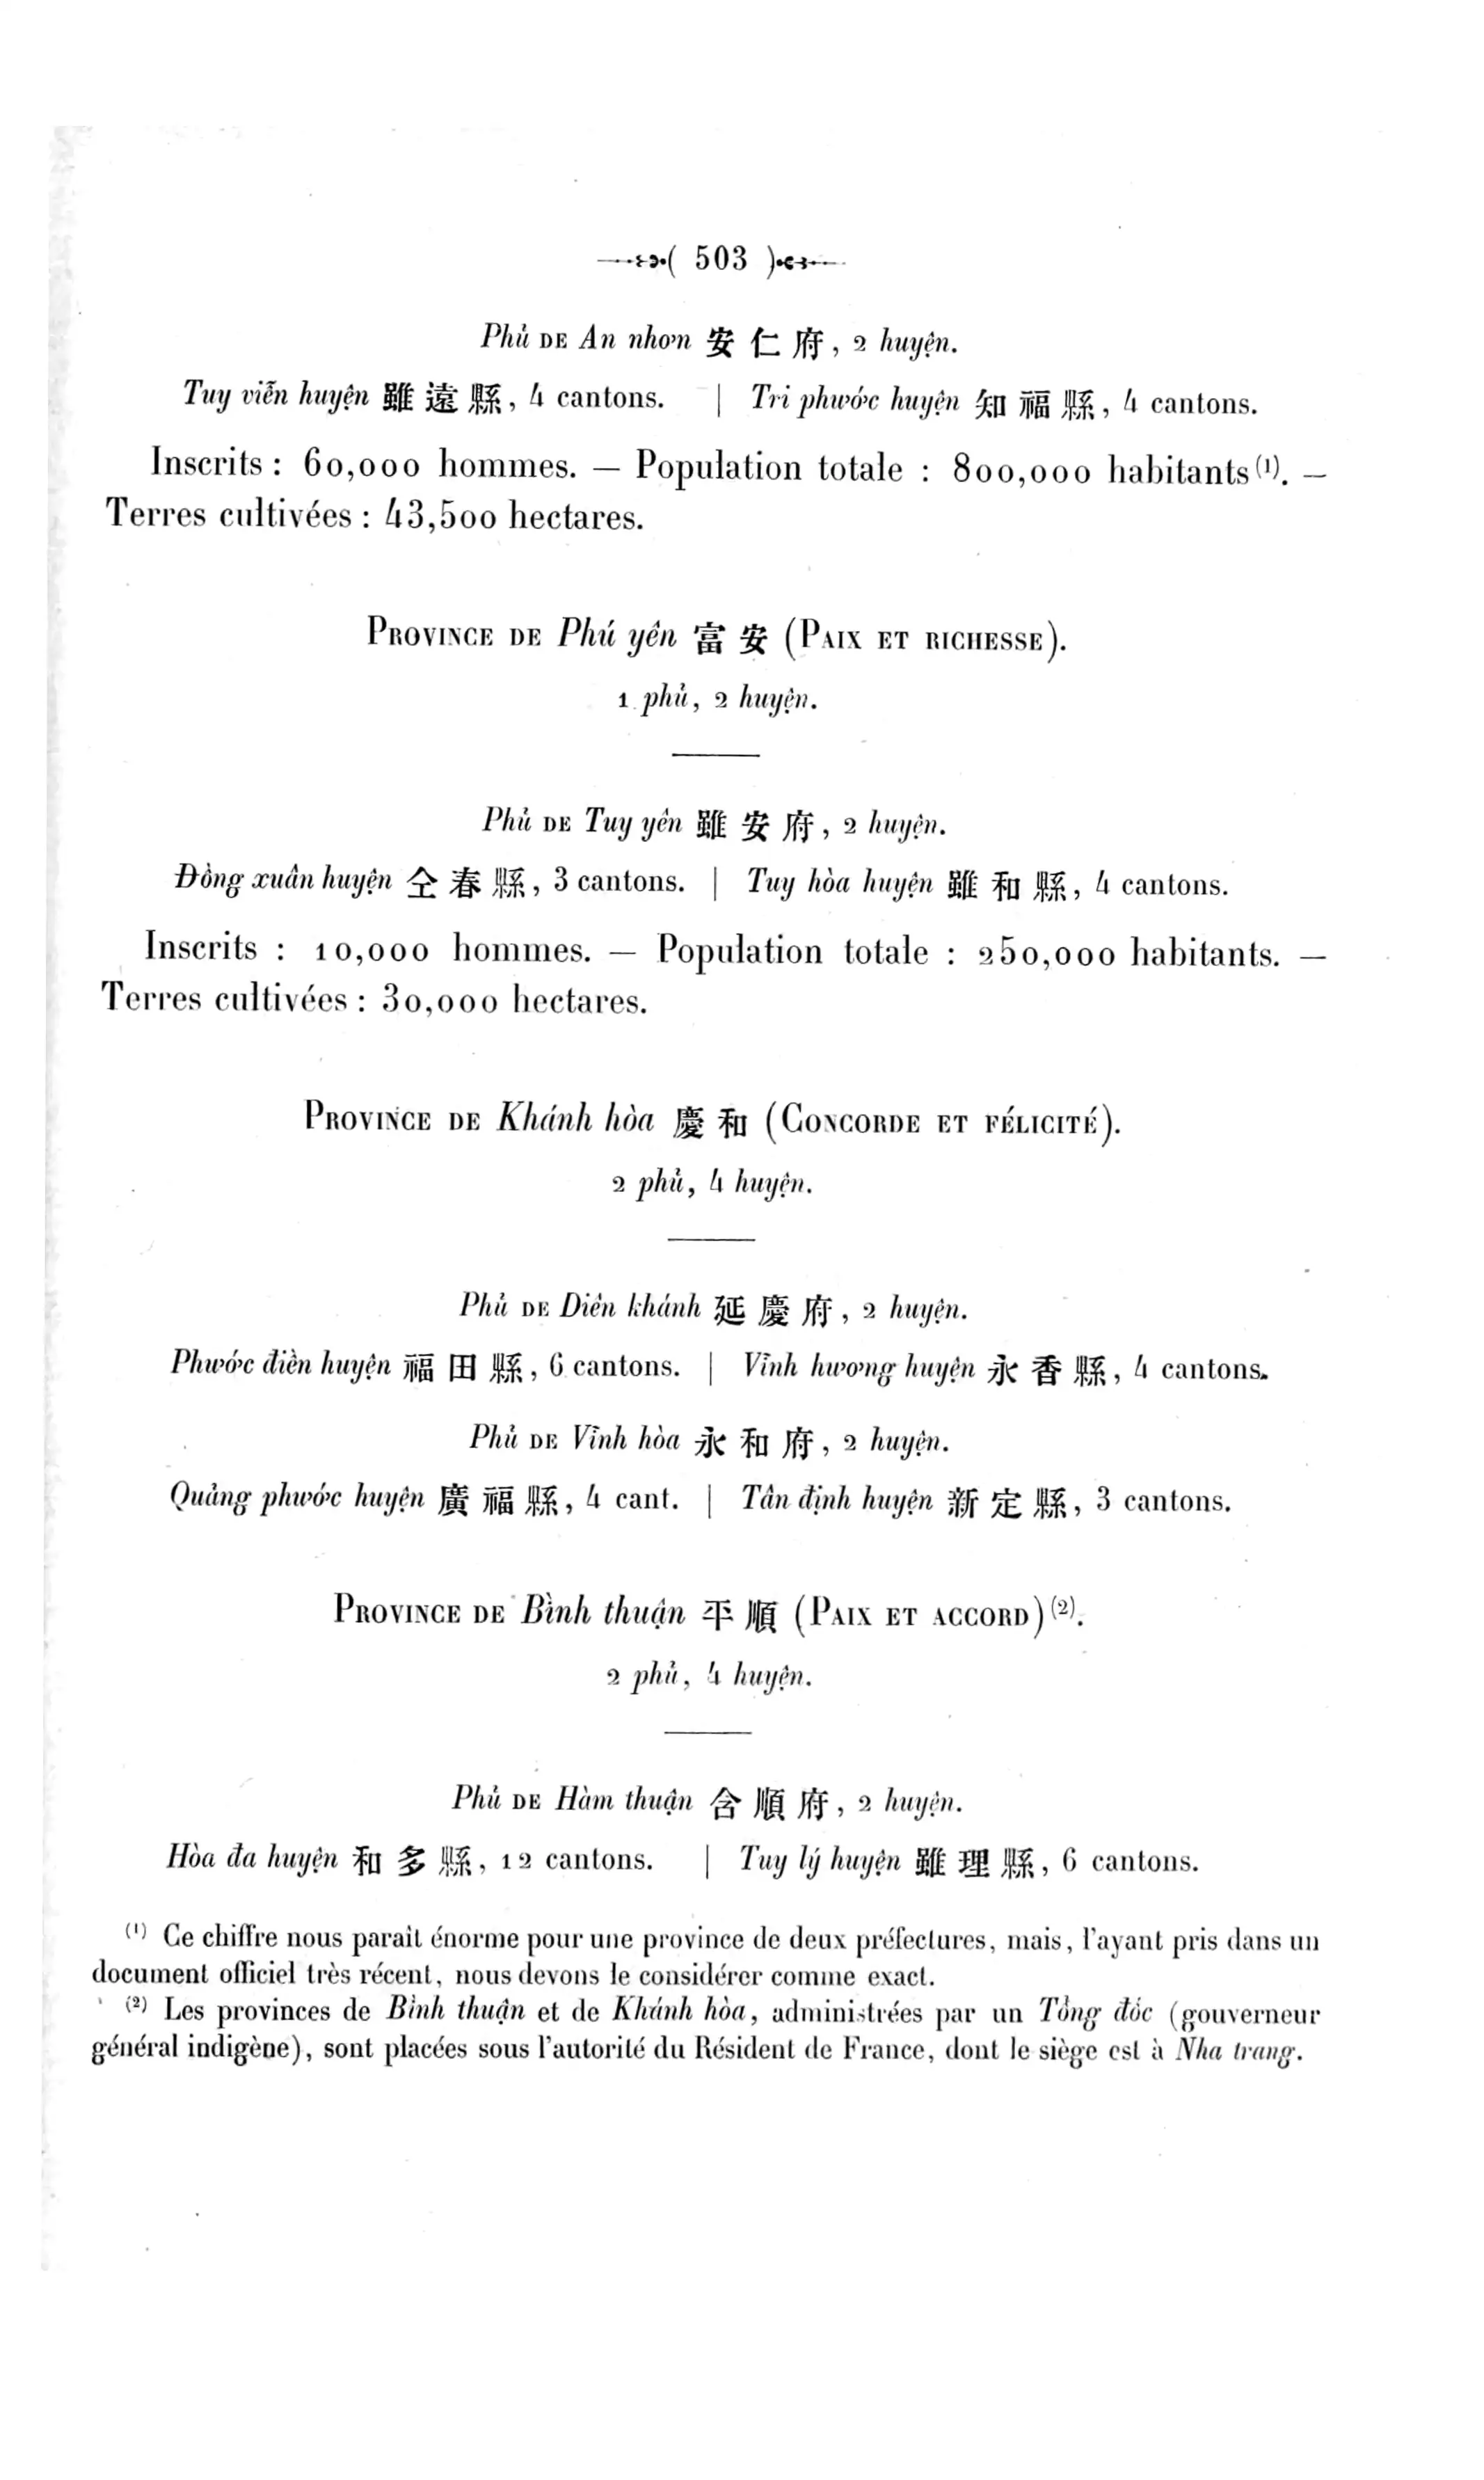 ( 503 )
Phủ DE An nhơn 安仁府, 2 huyện.
Tuy viễn huyện 雖遠縣, 4 cantons. | Tri phước huyện 知福縣, 4 cantons.
Inscrits : 60,000 hommes. — Population totale : 800,000 habitants (1). —
Terres cultivées : 43,500 hectares.
PROVINCE DE Phú yên 富安 (PAIX ET RICHESSE).
1 phủ, 2 huyện.
Phủ DE Tuy yên 雖安府, 2 huyện.
Đồng xuân huyện 仝春縣, 3 cantons. | Tuy hòa huyện 雖和縣, 4 cantons.
Inscrits : 10,000 hommes. — Population totale : 250,000 habitants. —
Terres cultivées : 30,000 hectares.
PROVINCE DE Khánh hòa 慶和 (CONCORDE ET FÉLICITÉ).
2 phủ, 4 huyện.
Phủ DE Diên khánh 延慶府, 2 huyện.
Phước điền huyện 福田縣, 6 cantons. | Vĩnh hương huyện 永香縣, 4 cantons.
Phủ DE Vĩnh hòa 永和府, 2 huyện.
Quảng phước huyện 廣福縣, 4 cant. | Tân định huyện 新定縣, 3 cantons.
PROVINCE DE Bình thuận 平順 (PAIX ET ACCORD) (2).
2 phủ, 4 huyện.
Phủ DE Hàm thuận 含順府, 2 huyện.
Hòa đa huyện 和多縣, 12 cantons. | Tuy lý huyện 雖理縣, 6 cantons.
(1) Ce chiffre nous paraît énorme pour une province de deux préfectures, mais, l'ayant pris dans un
document officiel très récent, nous devons le considérer comme exact.
(2) Les provinces de Bình thuận et de Khánh hòa, administrées par un Tổng đốc (gouverneur
général indigène), sont placées sous l'autorité du Résident de France, dont le siège est à Nha trang.